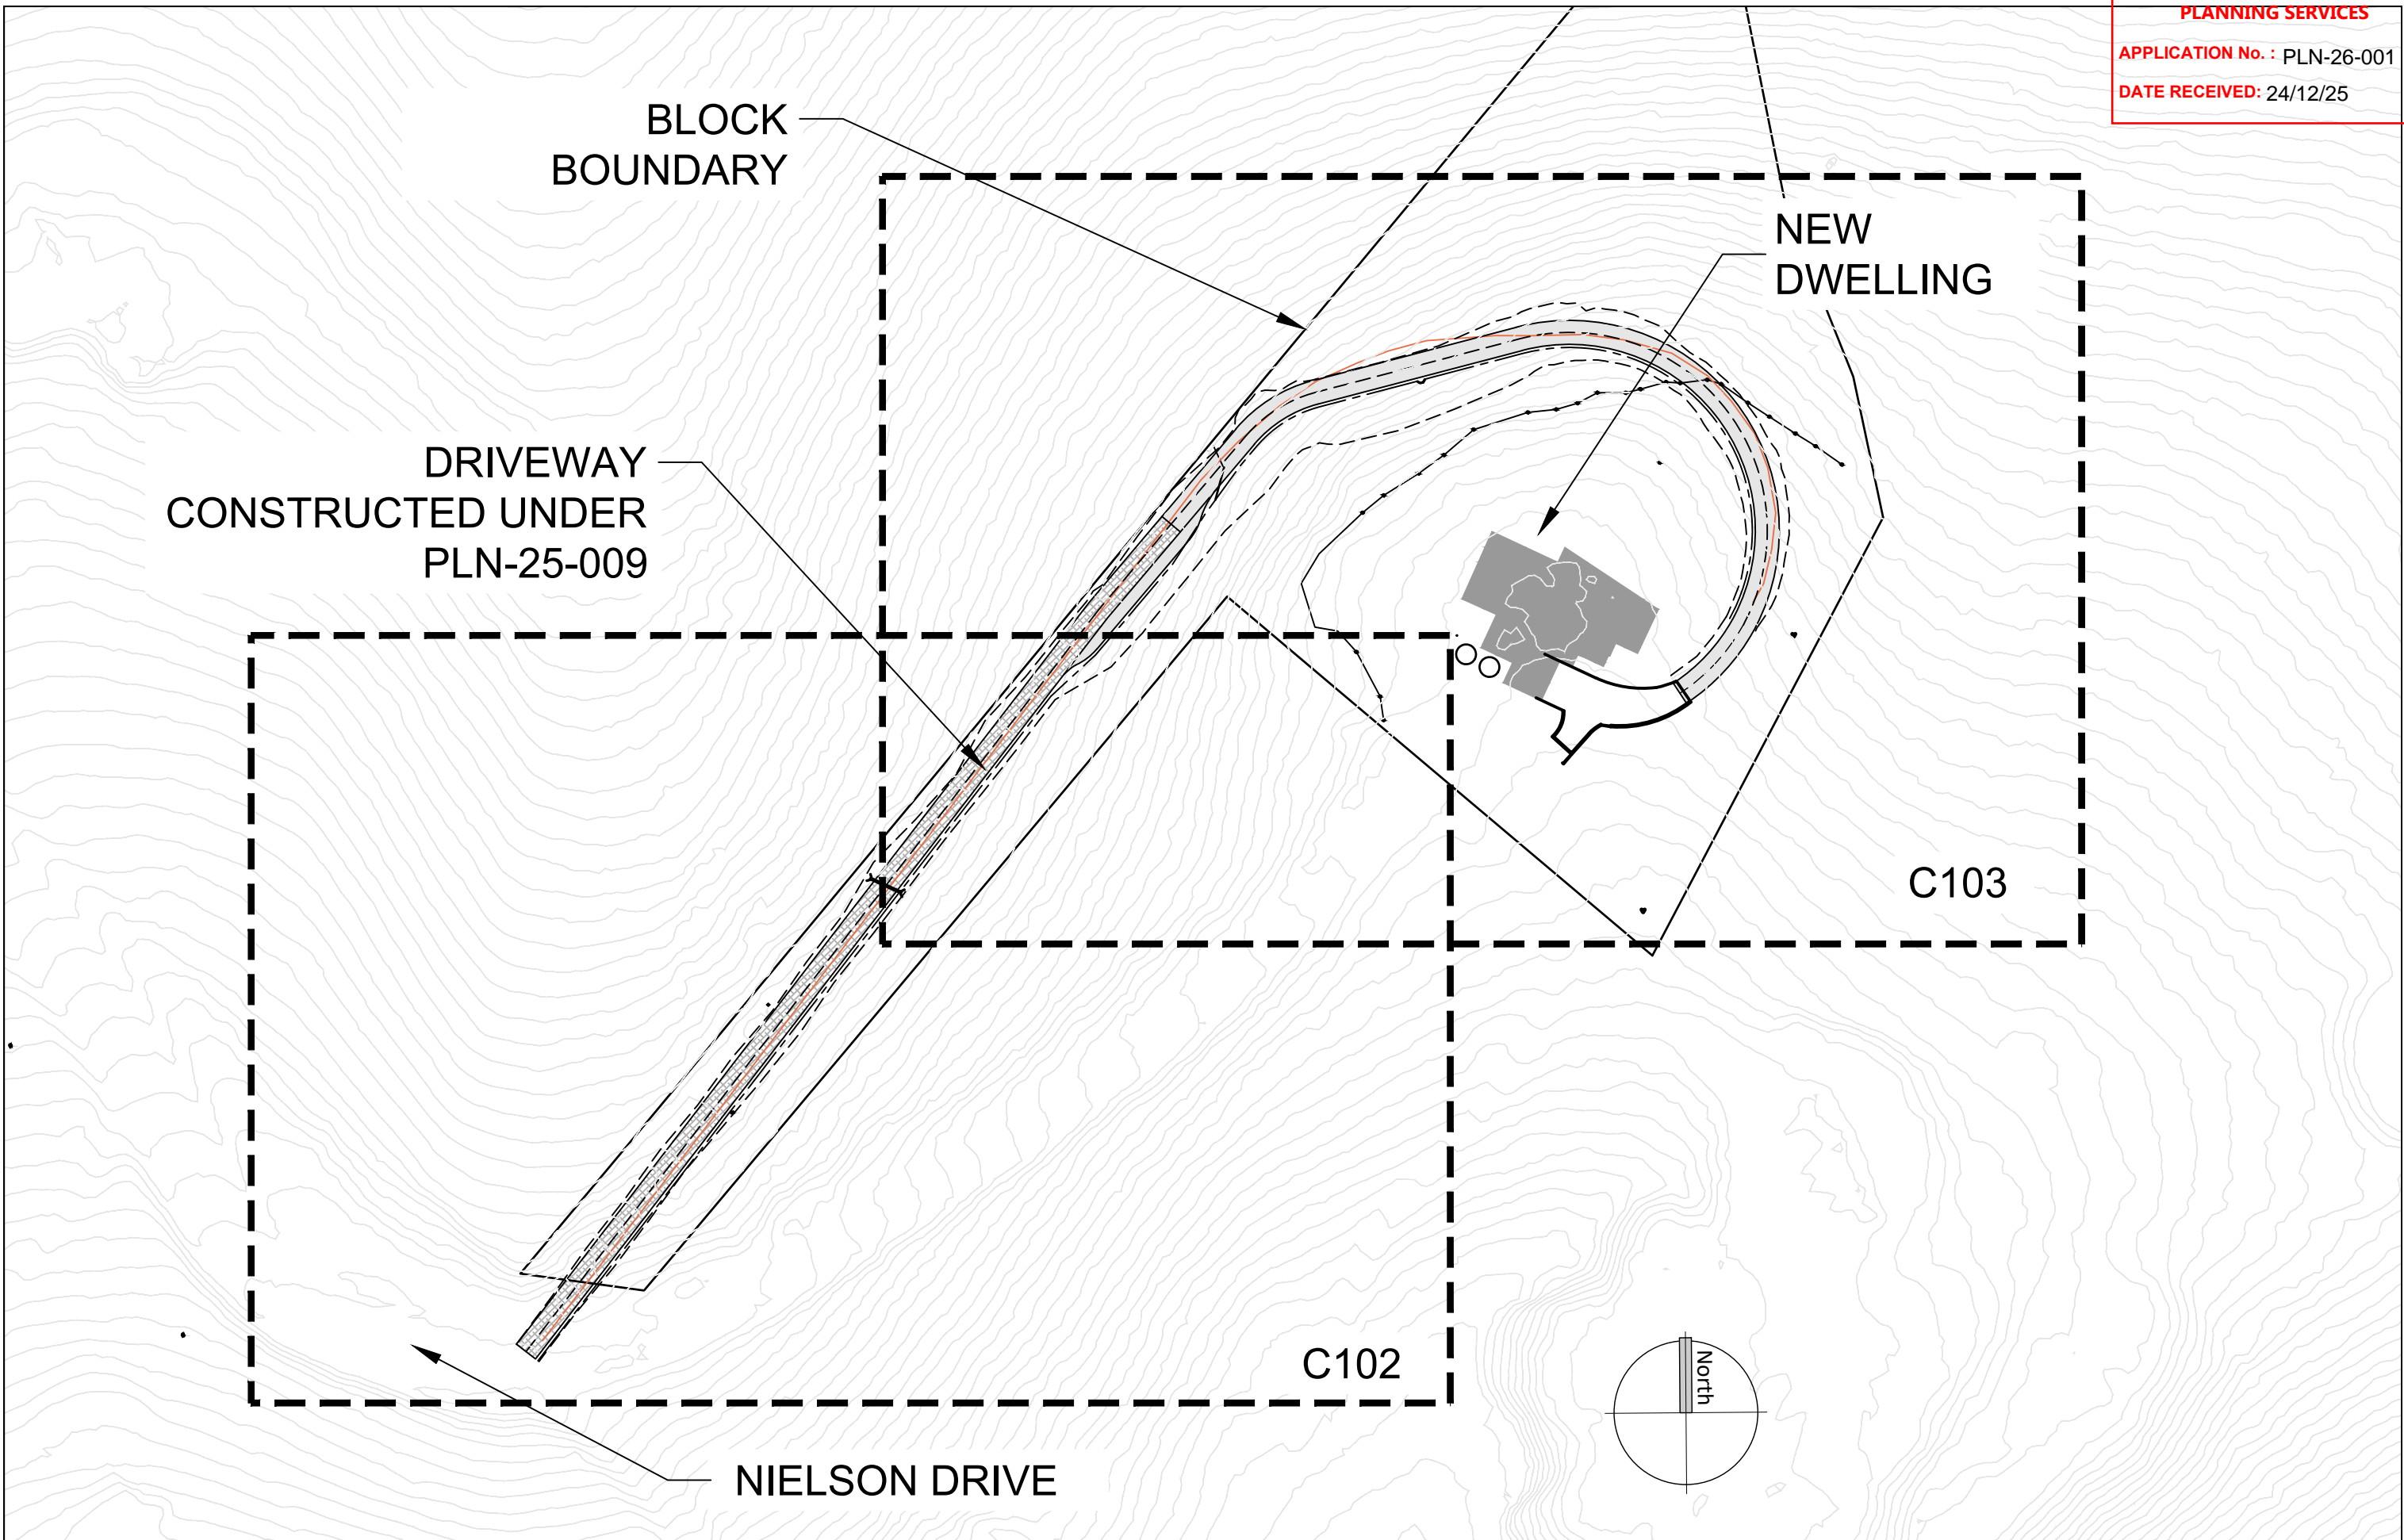 PLANNING SERVICES
APPLICATION No. : PLN-26-001
DATE RECEIVED: 24/12/25
BLOCK
BOUNDARY
NEW
DWELLING
DRIVEWAY
CONSTRUCTED UNDER
PLN-25-009
C103
C102
North
NIELSON DRIVE